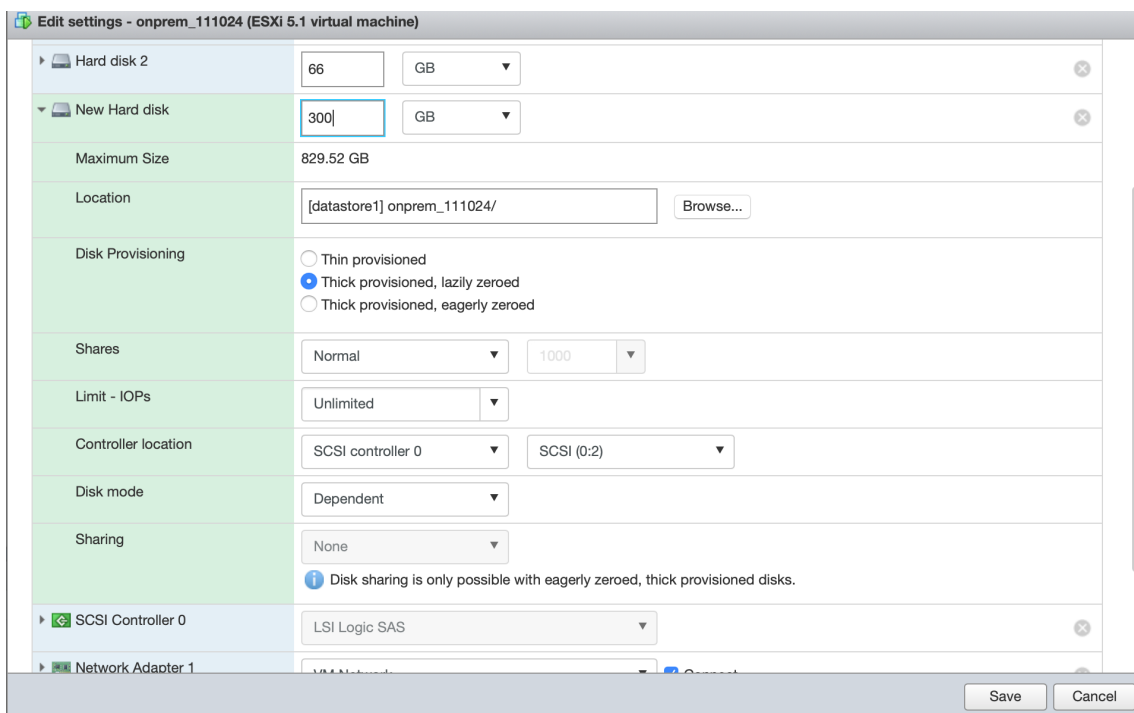 Edit settings - onprem_111024 (ESXi 5.1 virtual machine)
Hard disk 2 66 GB
New Hard disk 300 GB
Maximum Size 829.52 GB
Location [datastore1] onprem_111024/ Browse...
Disk Provisioning Thin provisioned
Thick provisioned, lazily zeroed
Thick provisioned, eagerly zeroed
Shares Normal 1000
Limit - IOPs Unlimited
Controller location SCSI controller 0 SCSI (0:2)
Disk mode Dependent
Sharing None
Disk sharing is only possible with eagerly zeroed, thick provisioned disks.
SCSI Controller 0 LSI Logic SAS
Network Adapter 1 VM Network Connect
Save Cancel